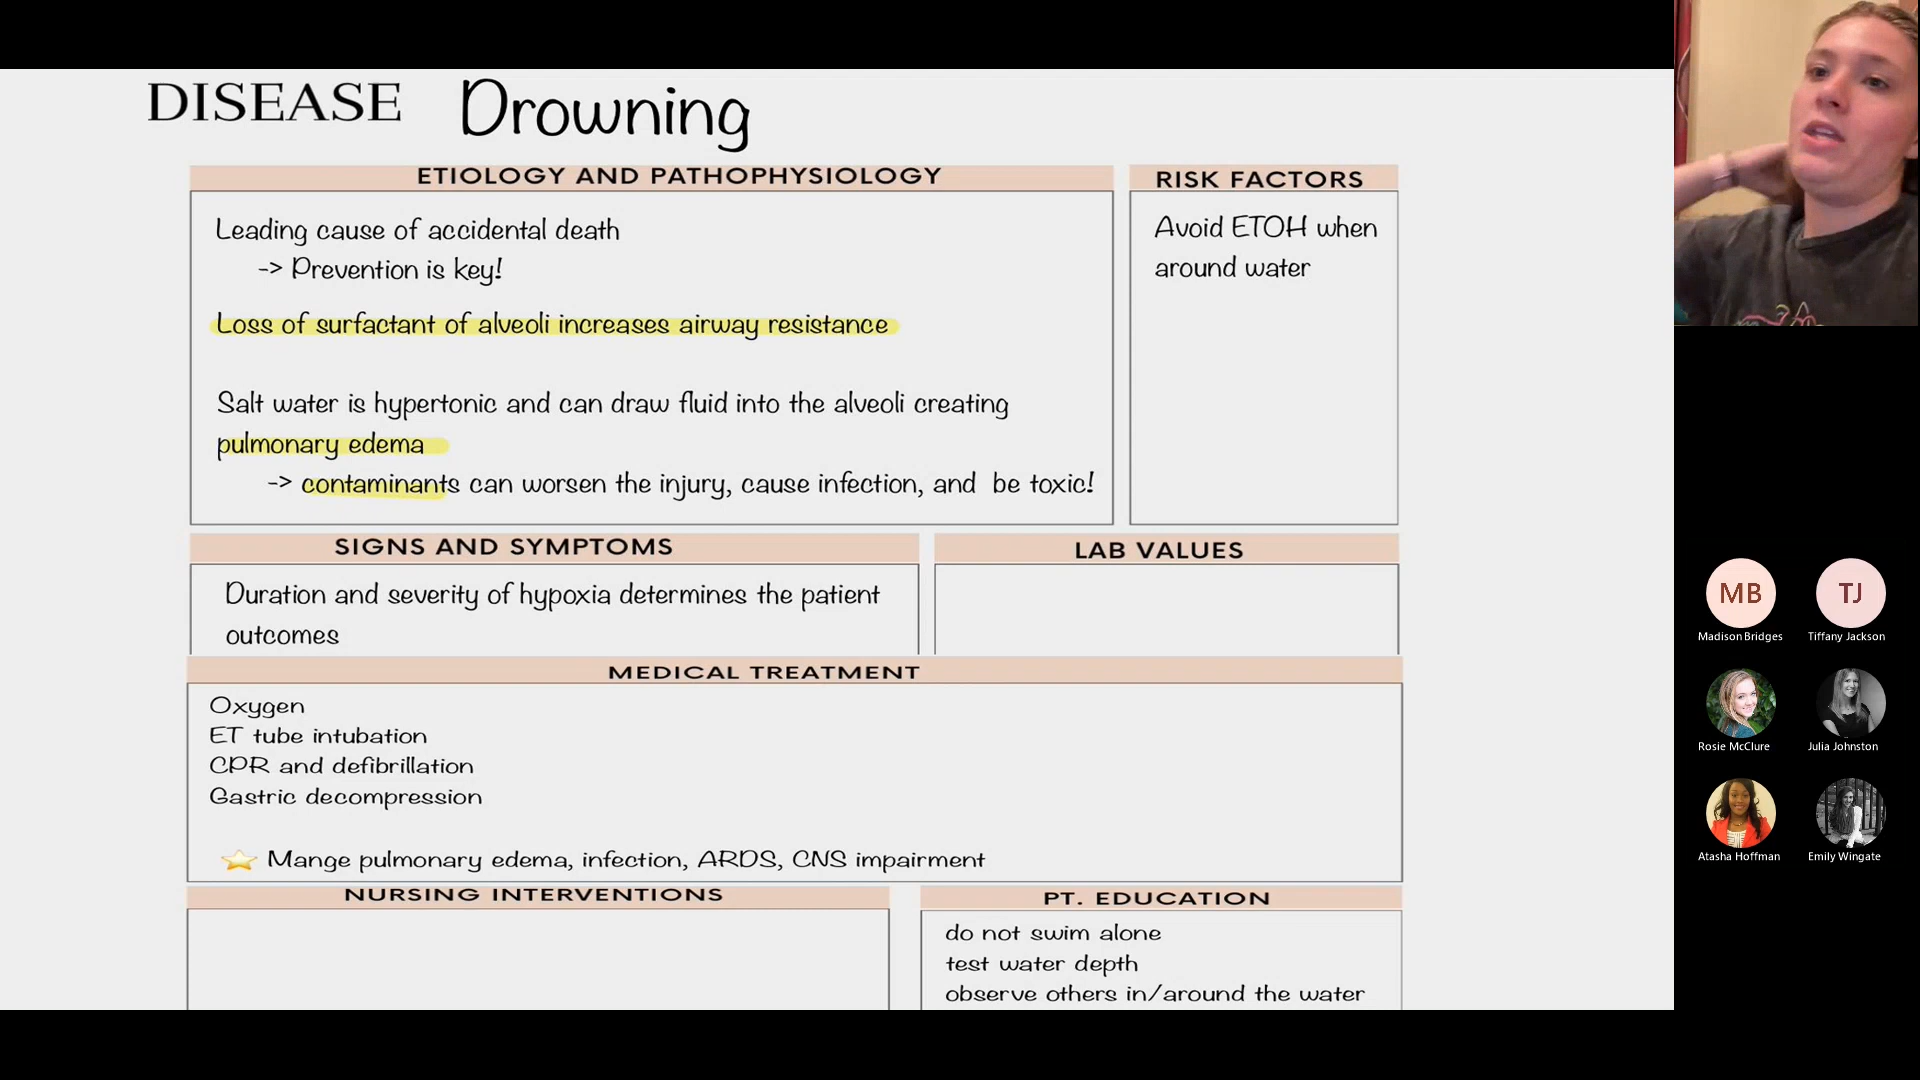 DISEASE Drowning
ETIOLOGY AND PATHOPHYSIOLOGY
Leading cause of accidental death
-> Prevention is key!
Loss of surfactant of alveoli increases airway resistance
Salt water is hypertonic and can draw fluid into the alveoli creating
pulmonary edema
-> contaminants can worsen the injury, cause infection, and be toxic!
RISK FACTORS
Avoid ETOH when
around water
SIGNS AND SYMPTOMS
Duration and severity of hypoxia determines the patient
outcomes
LAB VALUES
MEDICAL TREATMENT
Oxygen
ET tube intubation
CPR and defibrillation
Gastric decompression
Mange pulmonary edema, infection, ARDS, CNS impairment
NURSING INTERVENTIONS
PT. EDUCATION
do not swim alone
test water depth
observe others in/around the water
MB
Madison Bridges
TJ
Tiffany Jackson
Rosie McClure
Julia Johnston
Atasha Hoffman
Emily Wingate